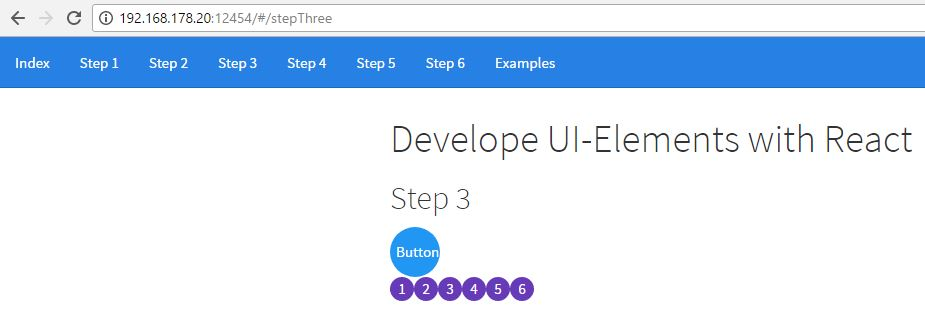 192.168.178.20:12454/#/stepThree
Index Step 1 Step 2 Step 3 Step 4 Step 5 Step 6 Examples
Develope UI-Elements with React
Step 3
Button
1 2 3 4 5 6